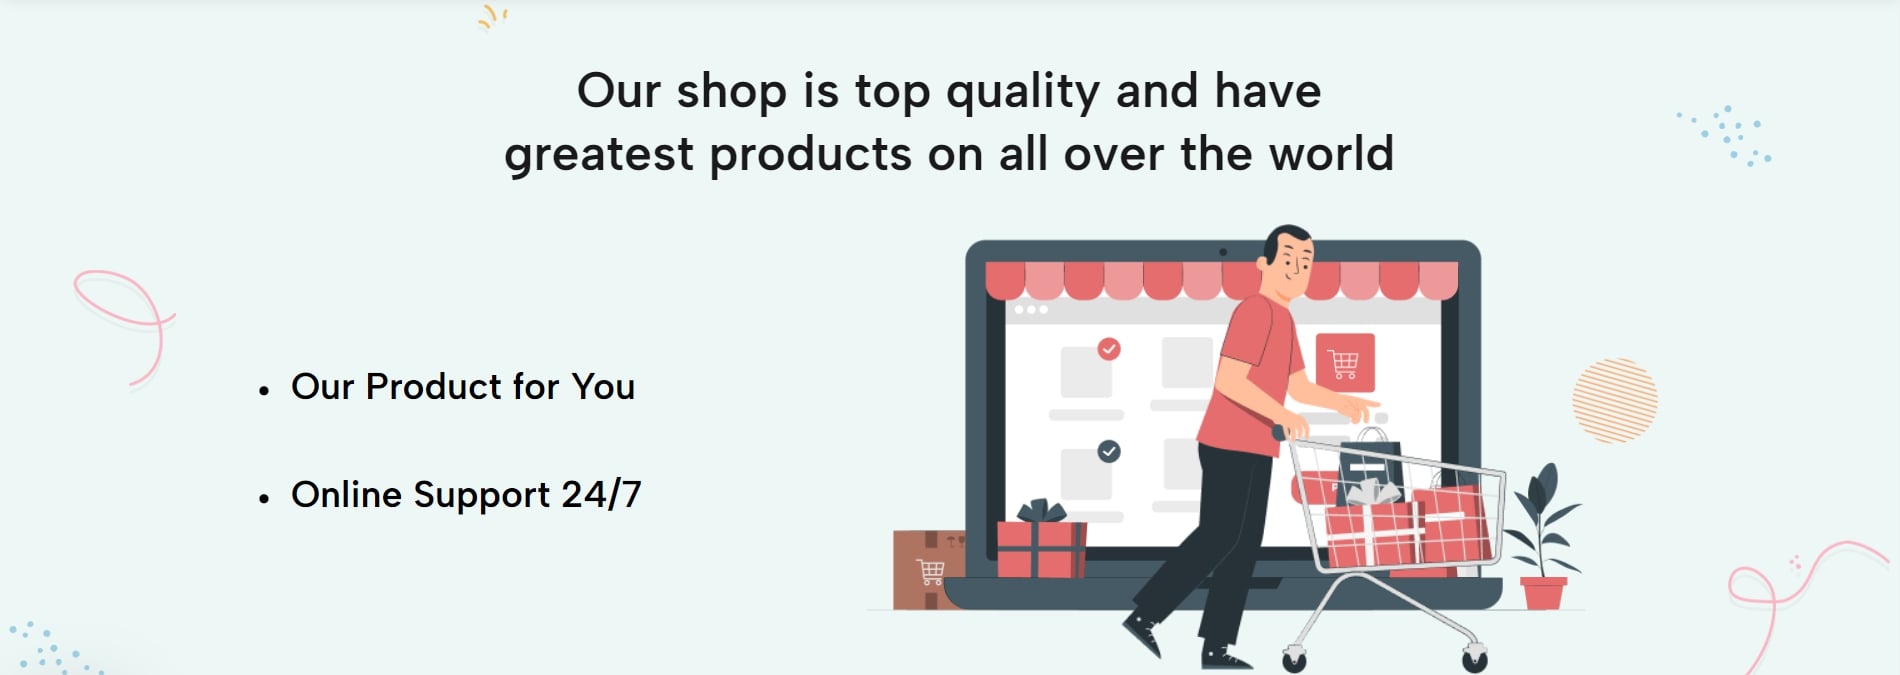 Our shop is top quality and have
greatest products on all over the world
Our Product for You
Online Support 24/7